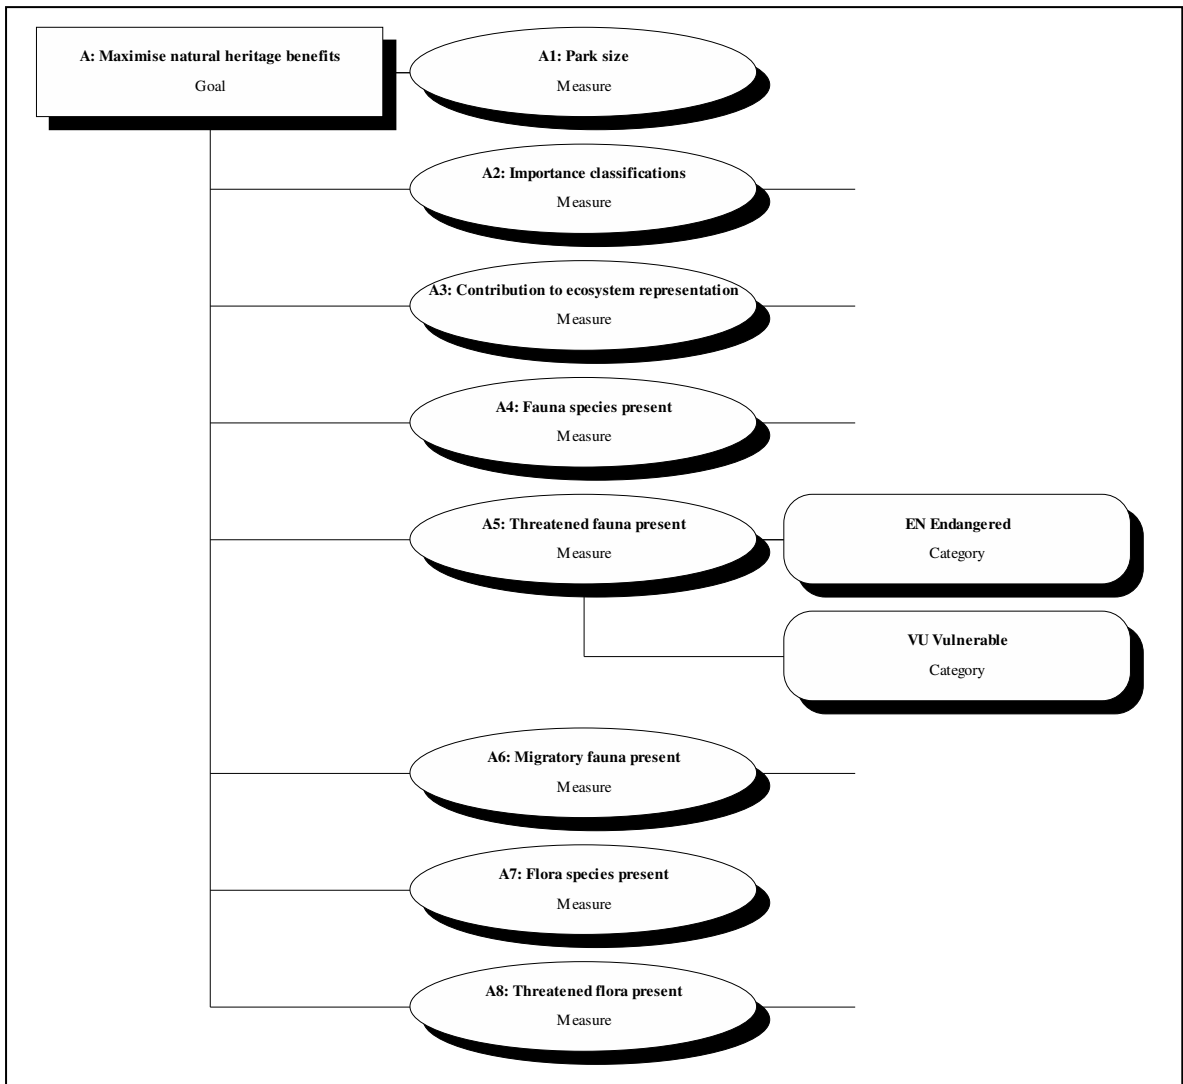 A: Maximise natural heritage benefits
Goal
A1: Park size
Measure
A2: Importance classifications
Measure
A3: Contribution to ecosystem representation
Measure
A4: Fauna species present
Measure
A5: Threatened fauna present
Measure
EN Endangered
Category
VU Vulnerable
Category
A6: Migratory fauna present
Measure
A7: Flora species present
Measure
A8: Threatened flora present
Measure